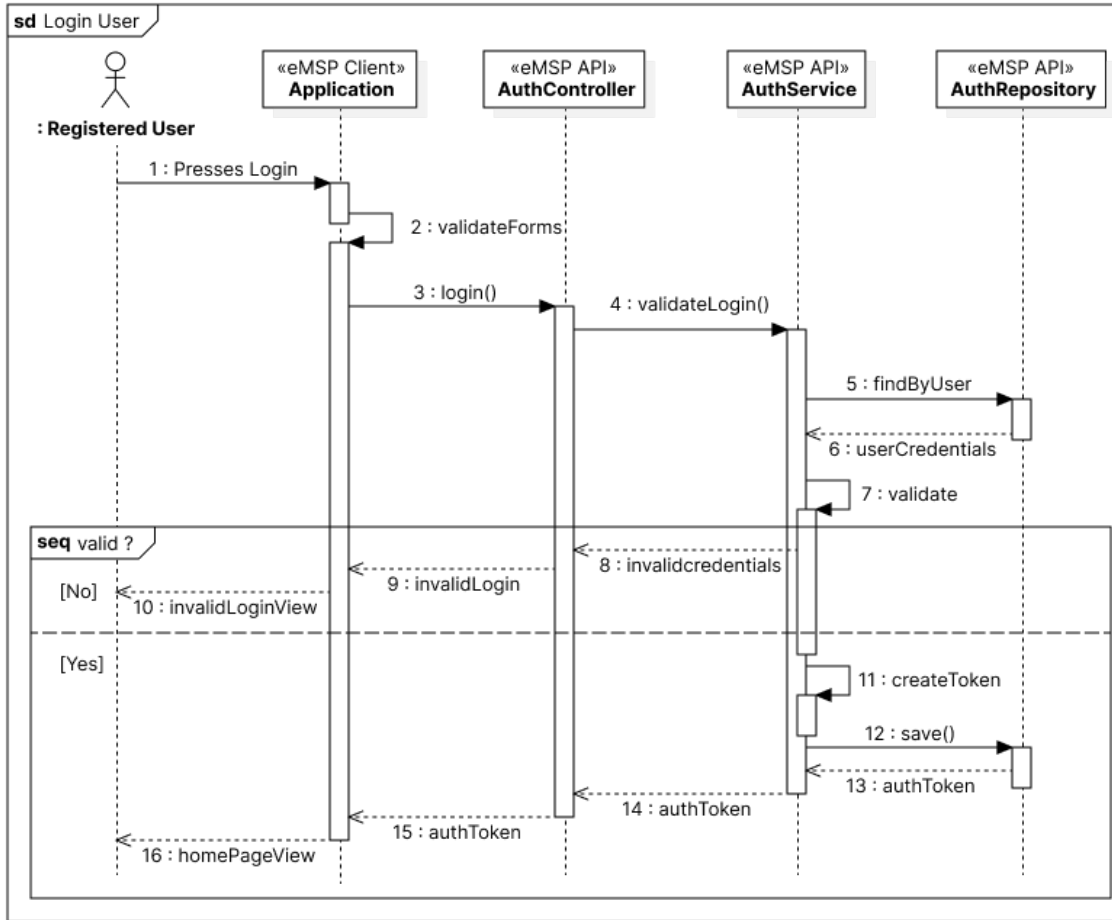 sd Login User
«eMSP Client»
Application
«eMSP API»
AuthController
«eMSP API»
AuthService
«eMSP API»
AuthRepository
: Registered User
1 : Presses Login
2 : validateForms
3 : login()
4 : validateLogin()
5 : findByUser
6 : userCredentials
7 : validate
seq valid ?
8 : invalidcredentials
9 : invalidLogin
[No]
10 : invalidLoginView
[Yes]
11 : createToken
12 : save()
13 : authToken
14 : authToken
15 : authToken
16 : homePageView